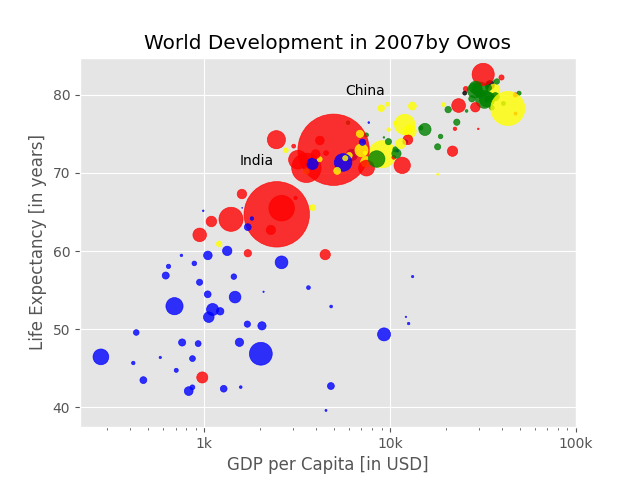 World Development in 2007by Owos
China
India
Life Expectancy [in years]
80
70
60
50
40
1k
10k
100k
GDP per Capita [in USD]